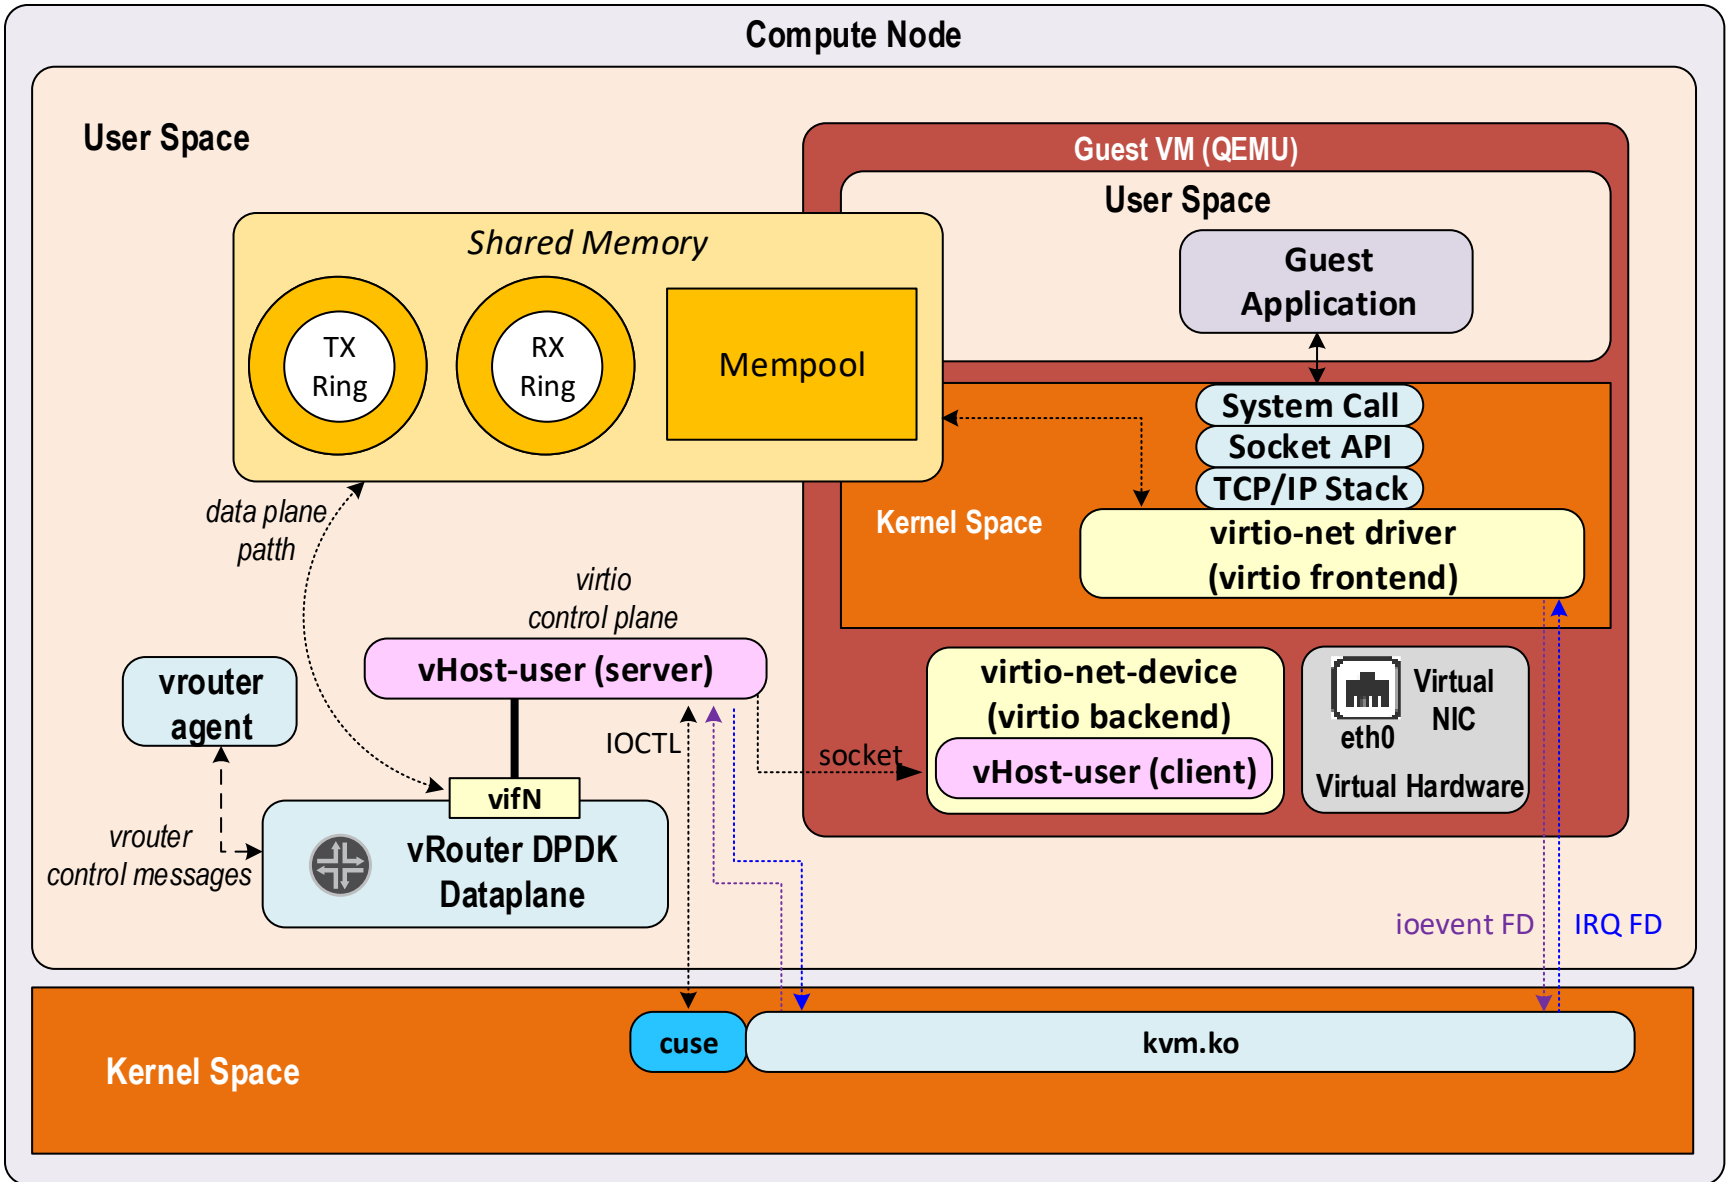 Compute Node
User Space
Guest VM (QEMU)
User Space
Guest
Application
Shared Memory
TX
Ring
RX
Ring
Mempool
System Call
Socket API
TCP/IP Stack
Kernel Space
virtio-net driver
(virtio frontend)
data plane
patth
virtio
control plane
vHost-user (server)
vrouter
agent
IOCTL
socket
virtio-net-device
(virtio backend)
vHost-user (client)
Virtual
NIC
eth0
Virtual Hardware
vifN
vRouter DPDK
Dataplane
vrouter
control messages
ioevent FD
IRQ FD
cuse
kvm.ko
Kernel Space